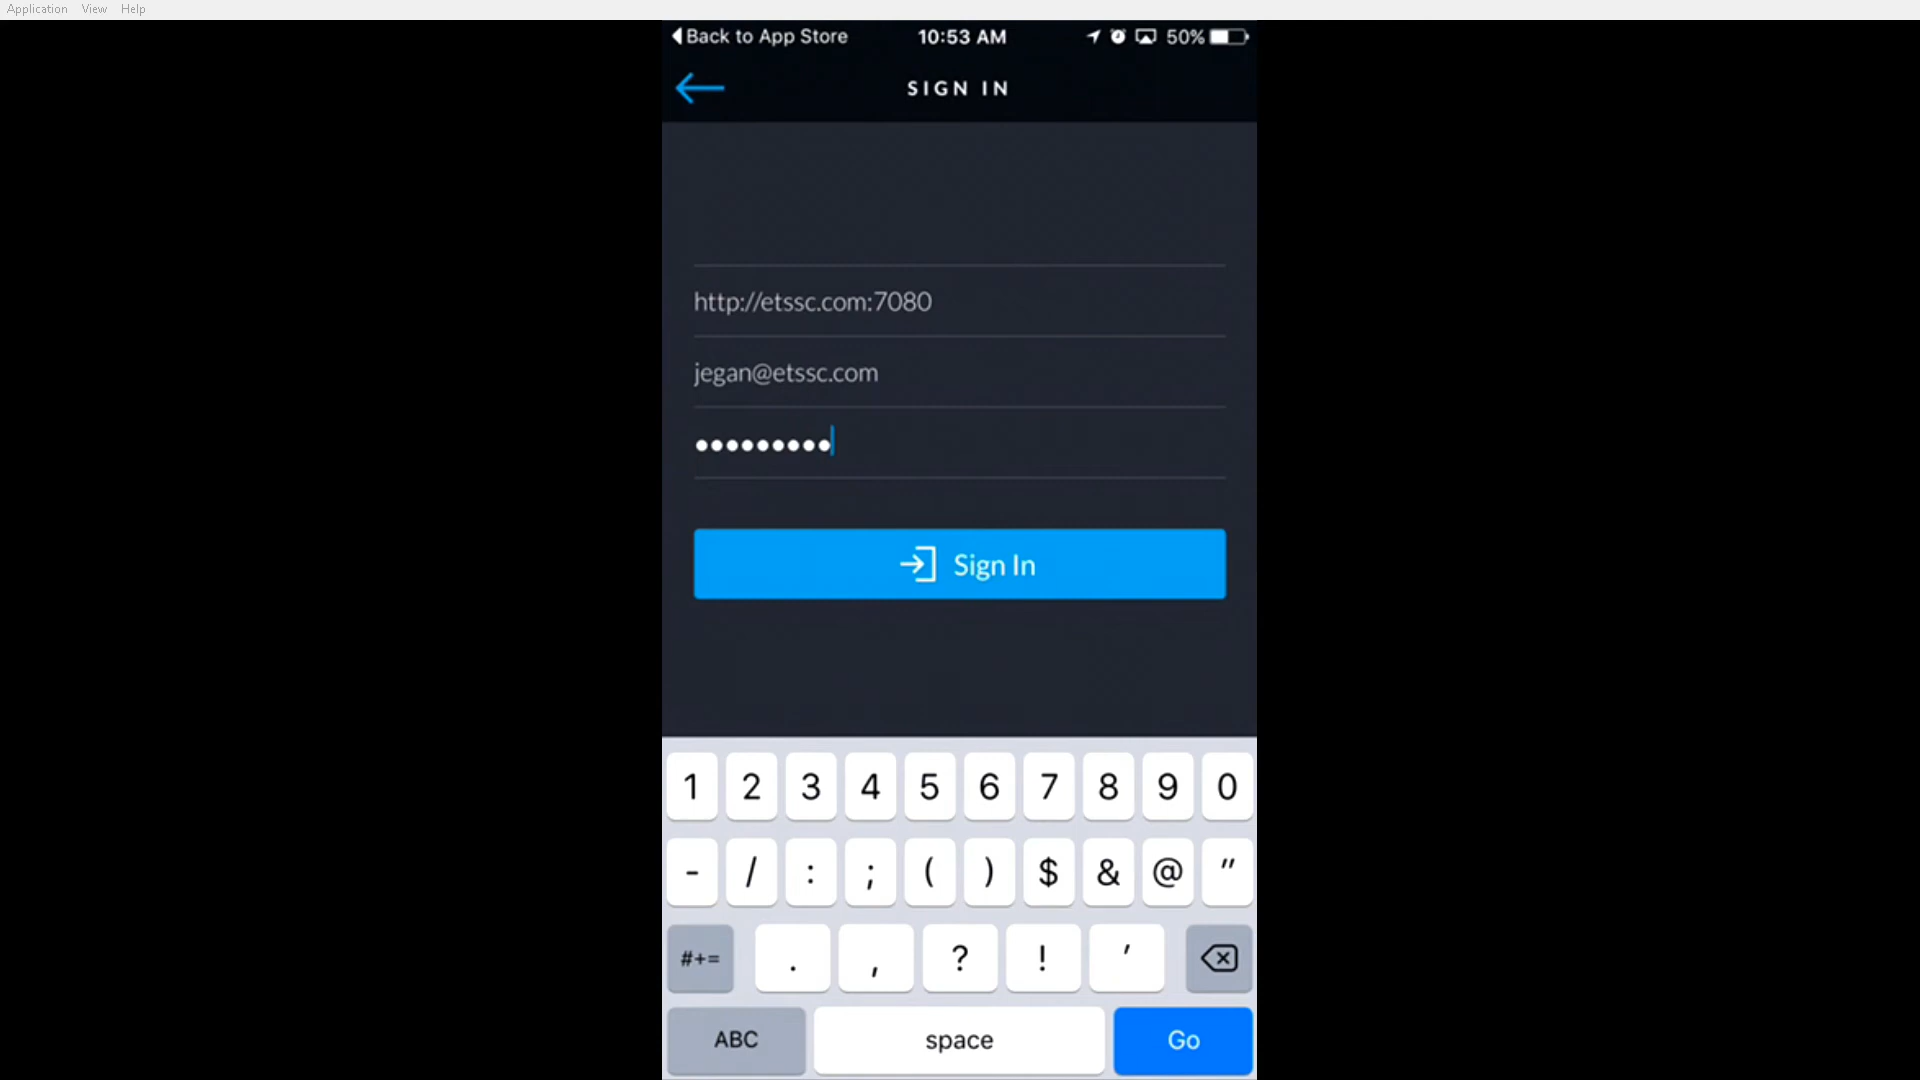 Application View Help
Back to App Store 10:53 AM 50%
SIGN IN
http://etssc.com:7080
jegan@etssc.com
•••••••••
Sign In
1 2 3 4 5 6 7 8 9 0
- / : ; ( ) $ & @ "
#+= . , ? ! '
ABC space Go